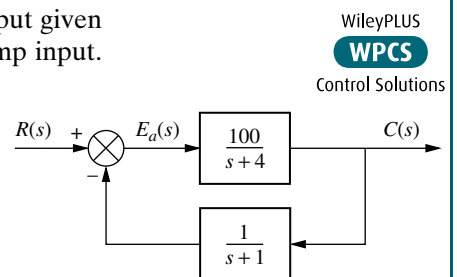 put given
mp input.
WileyPLUS
WPCS
Control Solutions
R(s) + E_a(s) 100 / (s + 4) C(s)
−
1 / (s + 1)